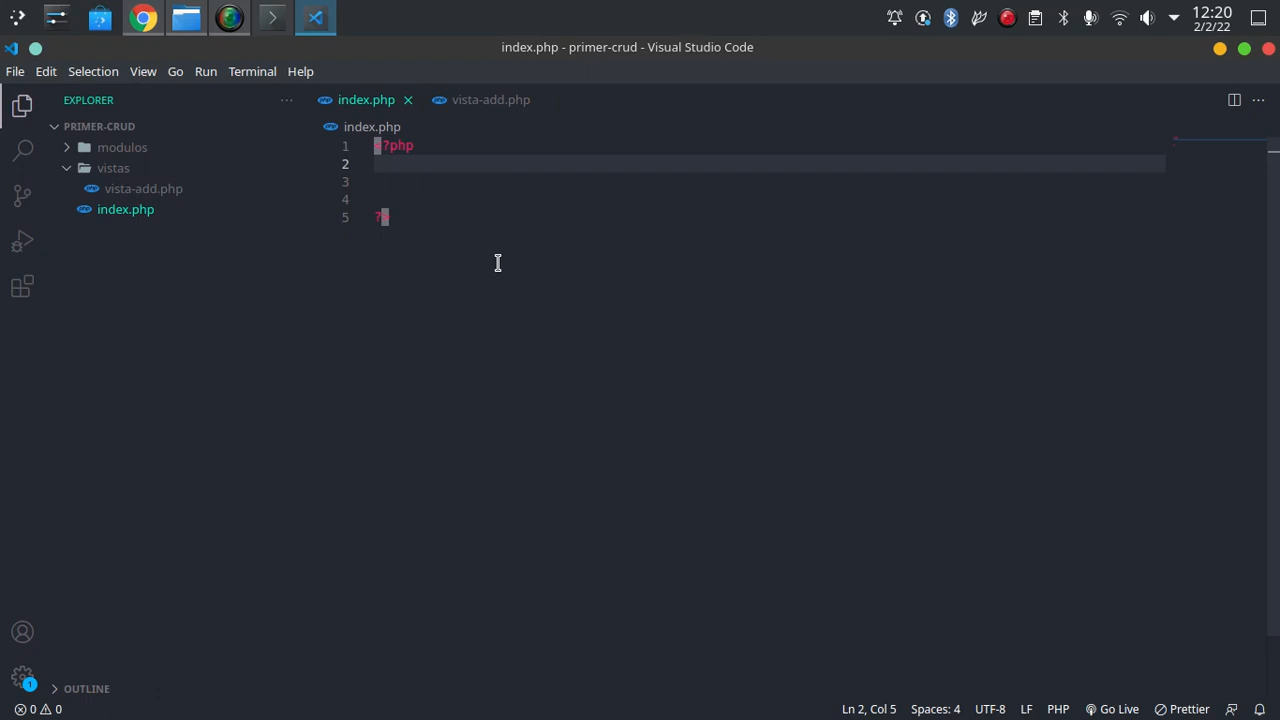 12:20
2/2/22
index.php - primer-crud - Visual Studio Code
File Edit Selection View Go Run Terminal Help
EXPLORER
PRIMER-CRUD
modulos
vistas
vista-add.php
index.php
index.php vista-add.php
index.php
1 <?php
2
3
4
5 ?>
1
OUTLINE
0 0 Ln 2, Col 5 Spaces: 4 UTF-8 LF PHP Go Live Prettier